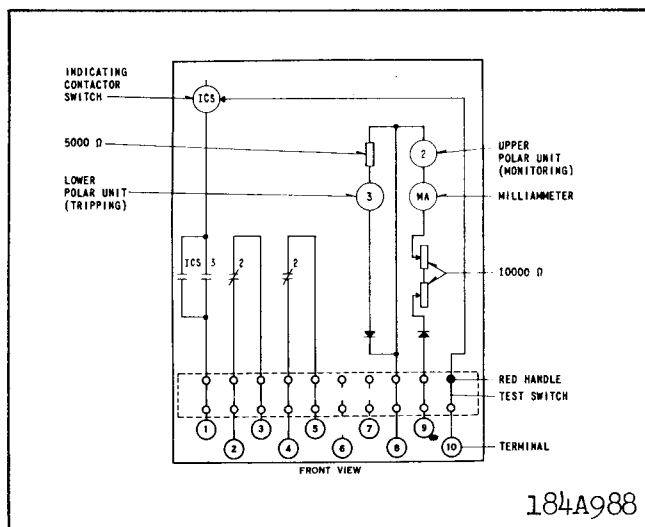 INDICATING
CONTACTOR
SWITCH
ICS
5000 Ω
2
UPPER
POLAR UNIT
(MONITORING)
LOWER
POLAR UNIT
(TRIPPING)
3
MA
MILLIAMMETER
ICS
3
2
2
10000 Ω
RED HANDLE
TEST SWITCH
1
3
5
7
9
2
4
6
8
10
TERMINAL
FRONT VIEW
184A988